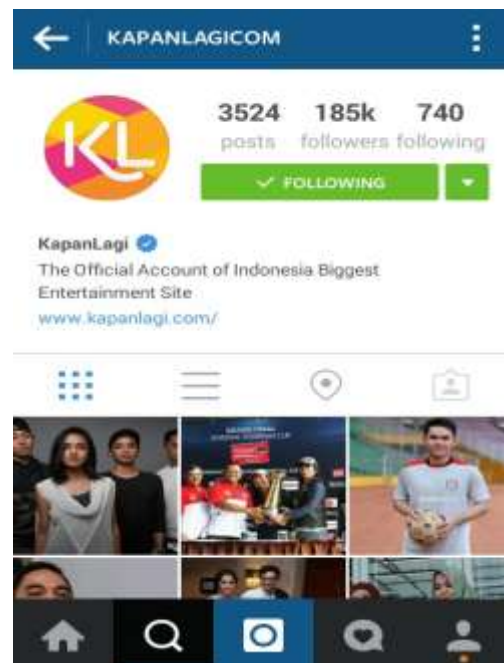 KAPANLAGICOM
KL
3524 185k 740
posts followers following
FOLLOWING
KapanLagi
The Official Account of Indonesia Biggest
Entertainment Site
www.kapanlagi.com/